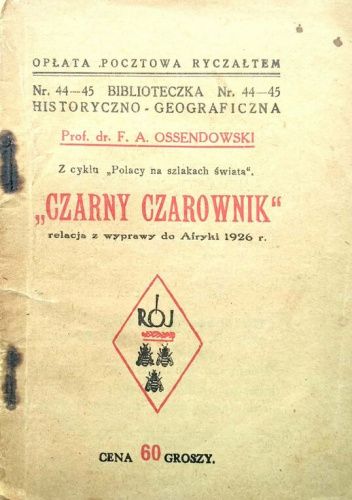 OPŁATA POCZTOWA RYCZAŁTEM
Nr. 44—45 BIBLIOTECZKA Nr. 44—45
HISTORYCZNO-GEOGRAFICZNA
Prof. dr. F. A. OSSENDOWSKI
Z cyklu „Polacy na szlakach świata".
„CZARNY CZAROWNIK"
relacja z wyprawy do Afryki 1926 r.
RÓJ
CENA 60 GROSZY.